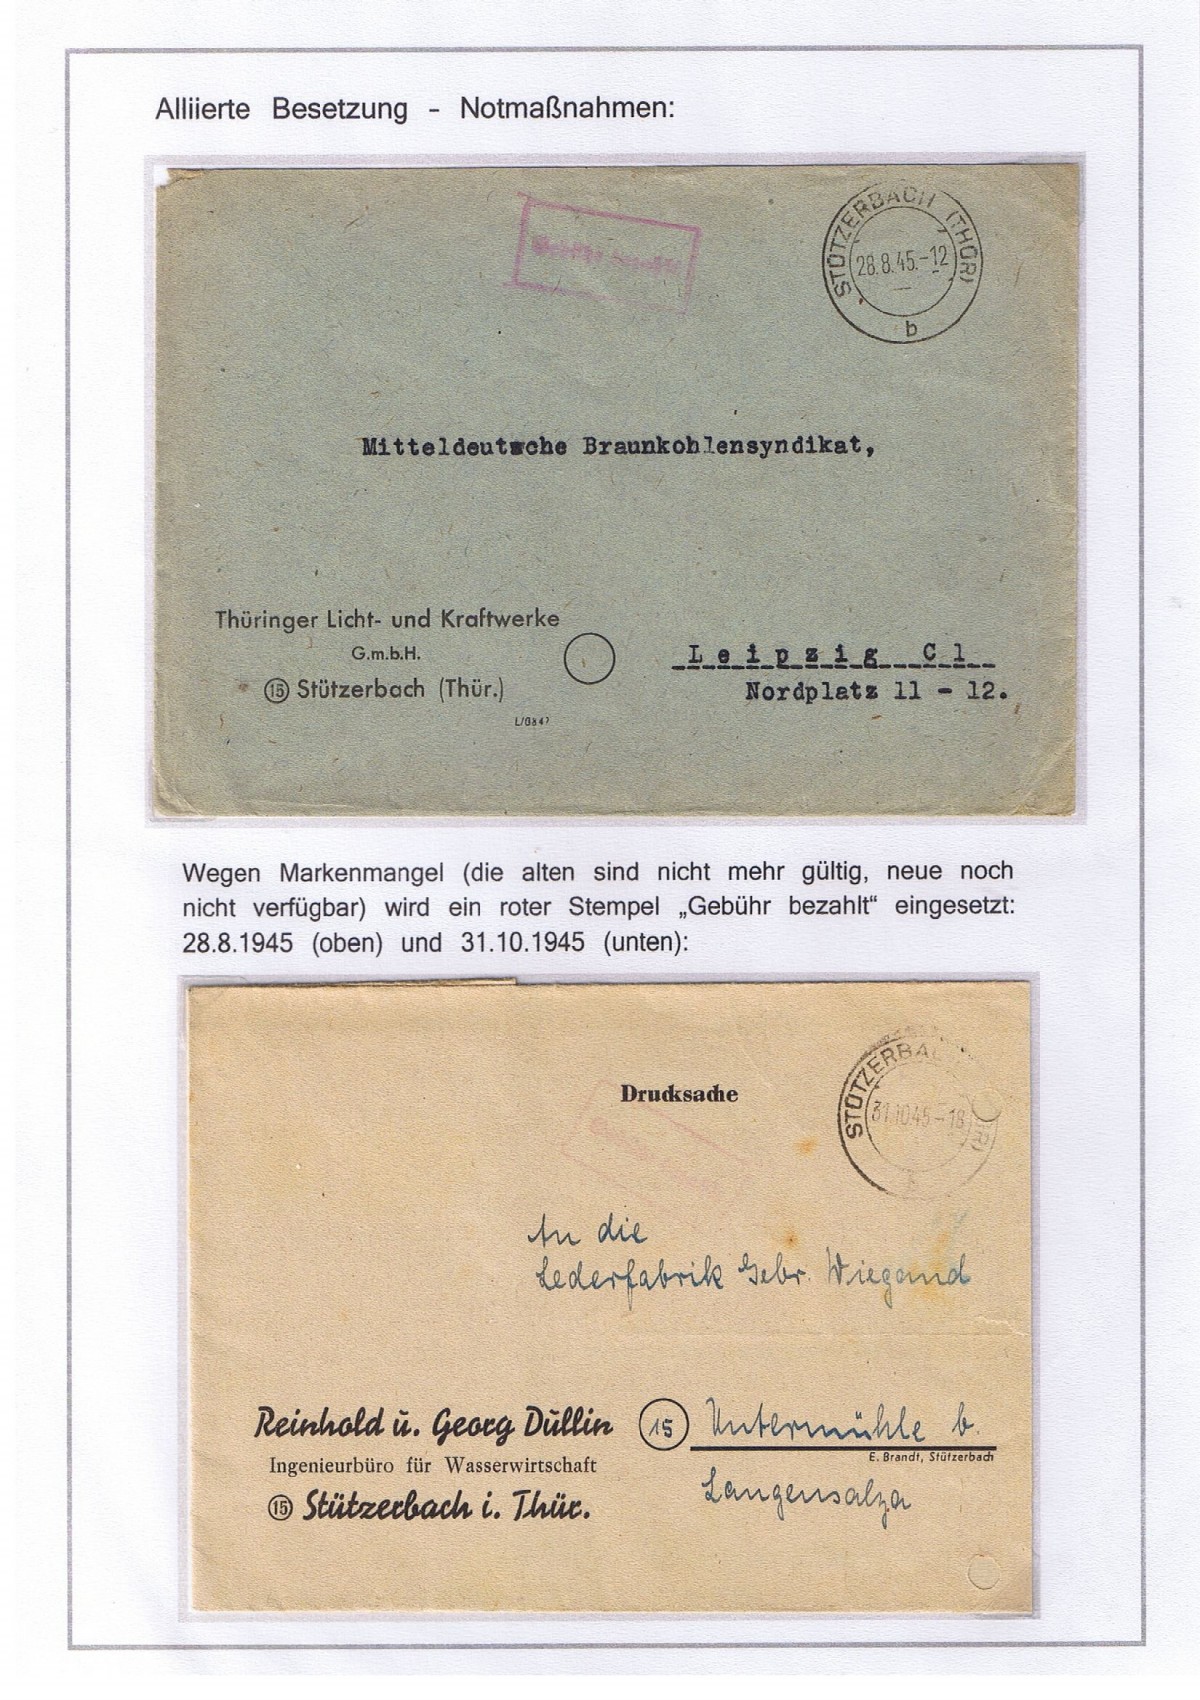 Alliierte Besetzung - Notmaßnahmen:
STÜTZERBACH (THÜR)
28.8.45.-12
b
Mitteldeutsche Braunkohlensyndikat,
Thüringer Licht- und Kraftwerke
G.m.b.H.
15 Stützerbach (Thür.)
Leipzig C1
Nordplatz 11 - 12.
Wegen Markenmangel (die alten sind nicht mehr gültig, neue noch
nicht verfügbar) wird ein roter Stempel „Gebühr bezahlt“ eingesetzt:
28.8.1945 (oben) und 31.10.1945 (unten):
Drucksache
31.10.45-18
An die
Lederfabrik Gebr. Wiegand
Reinhold u. Georg Düllin
Ingenieurbüro für Wasserwirtschaft
15 Stützerbach i. Thür.
15 Untermühle b.
E. Brandt, Stützerbach
Langensalza